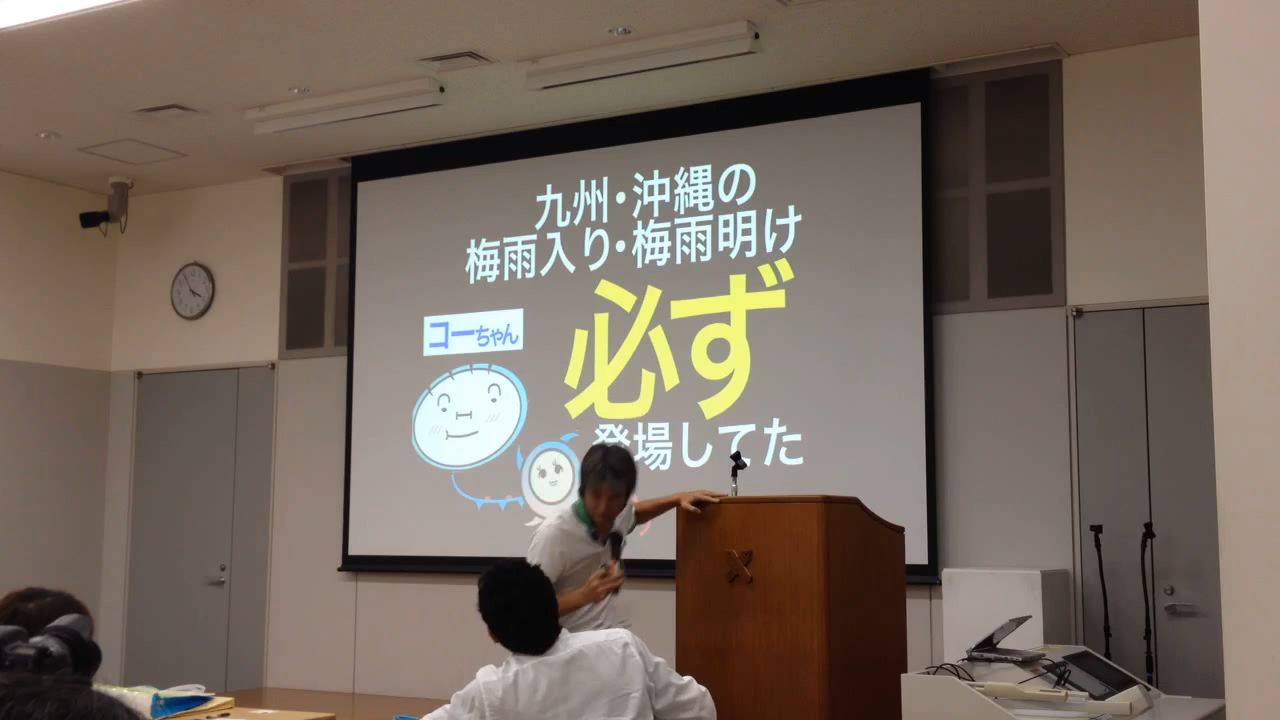 九州・沖縄の
梅雨入り・梅雨明け
必ず
コーちゃん
登場してた